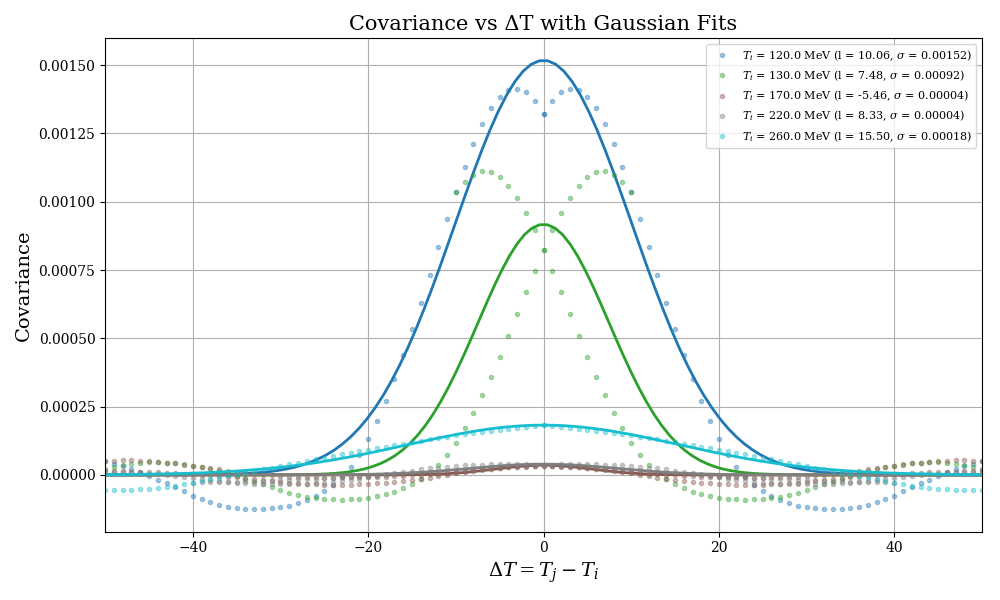 Covariance vs ΔT with Gaussian Fits
Covariance
0.00150
0.00125
0.00100
0.00075
0.00050
0.00025
0.00000
T_i = 120.0 MeV (l = 10.06, σ = 0.00152)
T_i = 130.0 MeV (l = 7.48, σ = 0.00092)
T_i = 170.0 MeV (l = -5.46, σ = 0.00004)
T_i = 220.0 MeV (l = 8.33, σ = 0.00004)
T_i = 260.0 MeV (l = 15.50, σ = 0.00018)
−40 −20 0 20 40
ΔT = T_j − T_i